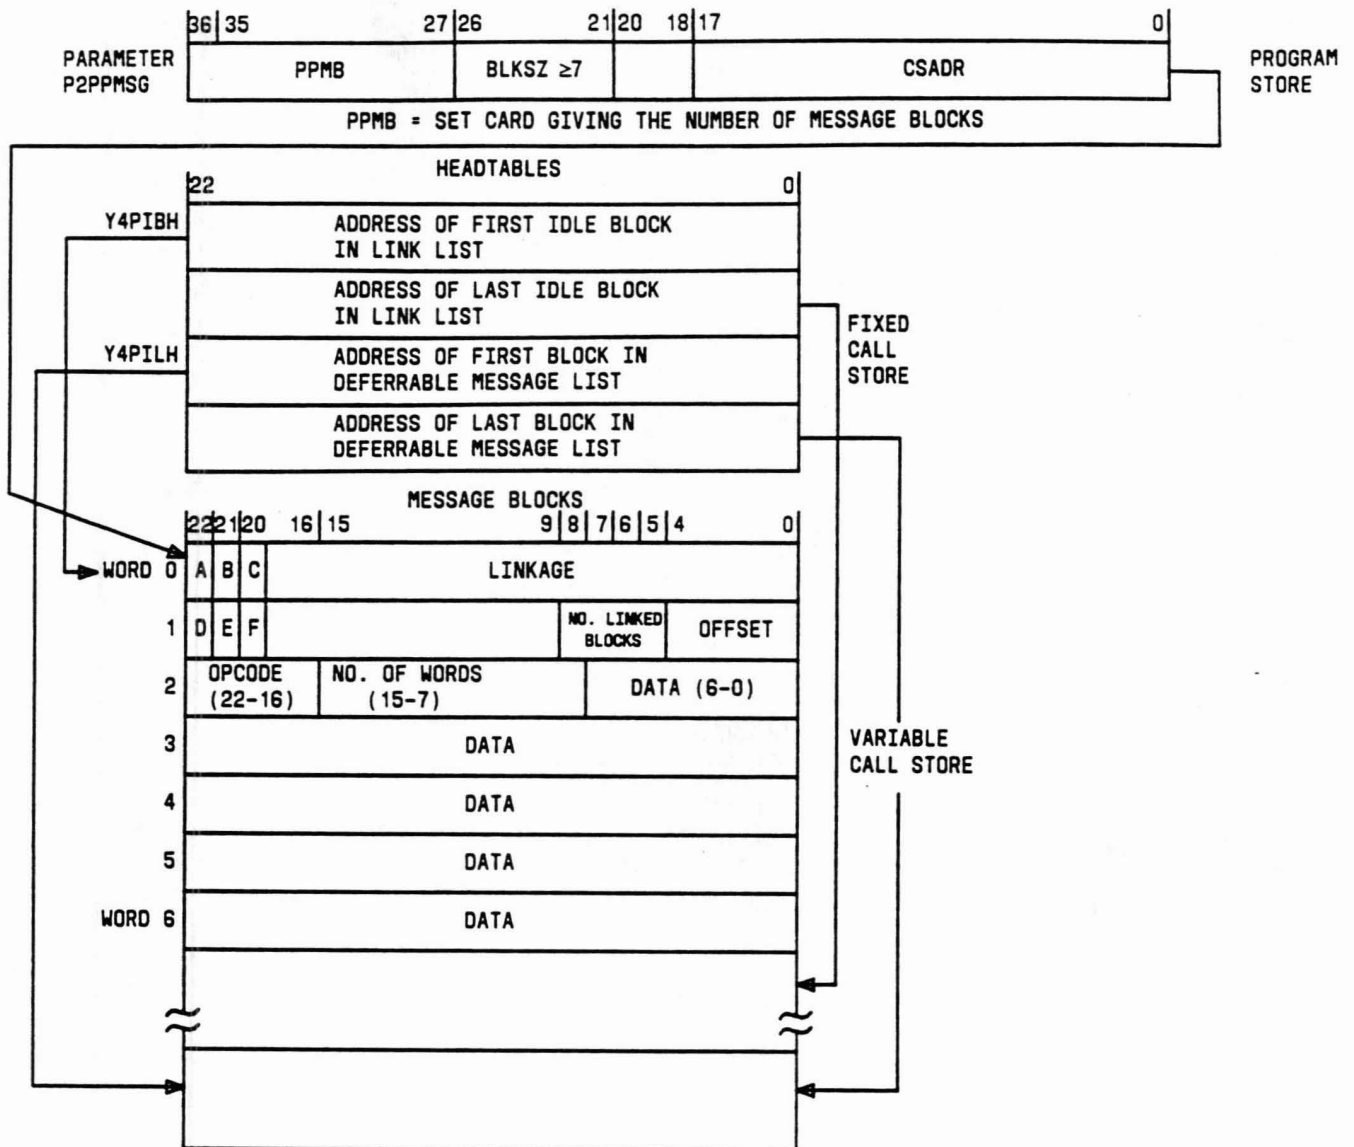 36 35 27 26 21 20 18 17 0
PARAMETER
P2PPMSG
PPMB BLKSZ ≥7 CSADR
PROGRAM
STORE
PPMB = SET CARD GIVING THE NUMBER OF MESSAGE BLOCKS
HEADTABLES
22 0
Y4PIBH
ADDRESS OF FIRST IDLE BLOCK
IN LINK LIST
ADDRESS OF LAST IDLE BLOCK
IN LINK LIST
FIXED
CALL
STORE
Y4PILH
ADDRESS OF FIRST BLOCK IN
DEFERRABLE MESSAGE LIST
ADDRESS OF LAST BLOCK IN
DEFERRABLE MESSAGE LIST
MESSAGE BLOCKS
22 21 20 16 15 9 8 7 6 5 4 0
WORD 0 A B C LINKAGE
1 D E F NO. LINKED
BLOCKS
OFFSET
2 OPCODE
(22-16)
NO. OF WORDS
(15-7)
DATA (6-0)
3 DATA
VARIABLE
CALL STORE
4 DATA
5 DATA
WORD 6 DATA